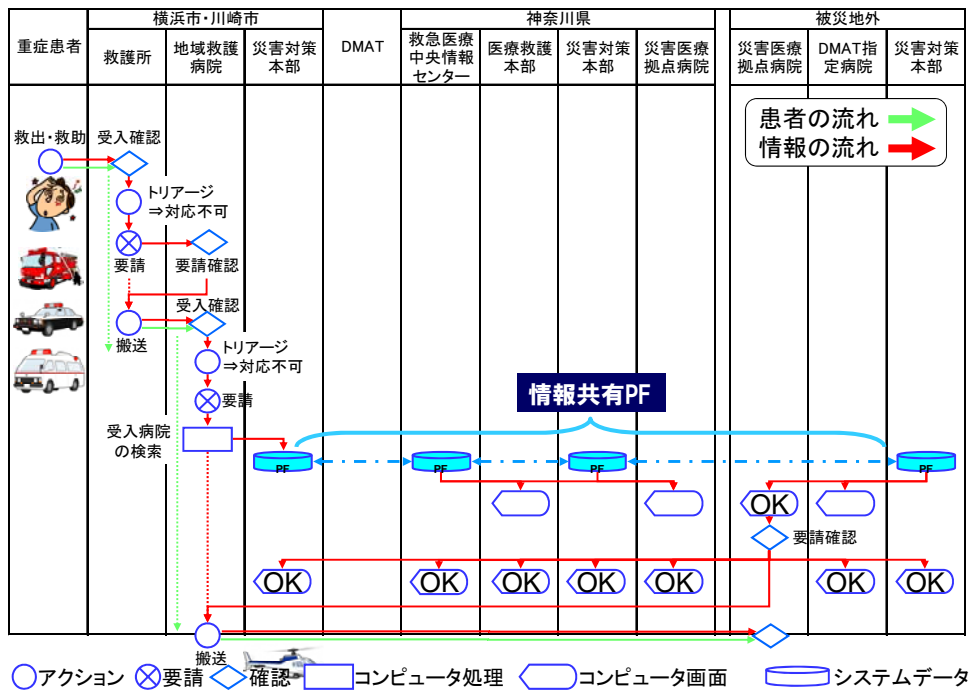 横浜市・川崎市
神奈川県
被災地外
重症患者
救護所
地域救護
病院
災害対策
本部
DMAT
救急医療
中央情報
センター
医療救護
本部
災害対策
本部
災害医療
拠点病院
災害医療
拠点病院
DMAT指
定病院
災害対策
本部
患者の流れ
情報の流れ
救出・救助
受入確認
トリアージ
⇒対応不可
要請
要請確認
受入確認
搬送
トリアージ
⇒対応不可
要請
情報共有PF
受入病院
の検索
PF
PF
PF
PF
OK
要請確認
OK
OK
OK
OK
OK
OK
OK
搬送
アクション
要請
確認
コンピュータ処理
コンピュータ画面
システムデータ